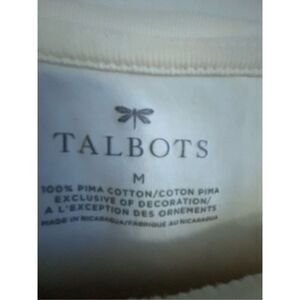 TALBOTS
M
100% PIMA COTTON/COTON PIMA
EXCLUSIVE OF DECORATION/
A L'EXCEPTION DES ORNEMENTS
MADE IN NICARAGUA/FABRIQUÉ AU NICARAGUA